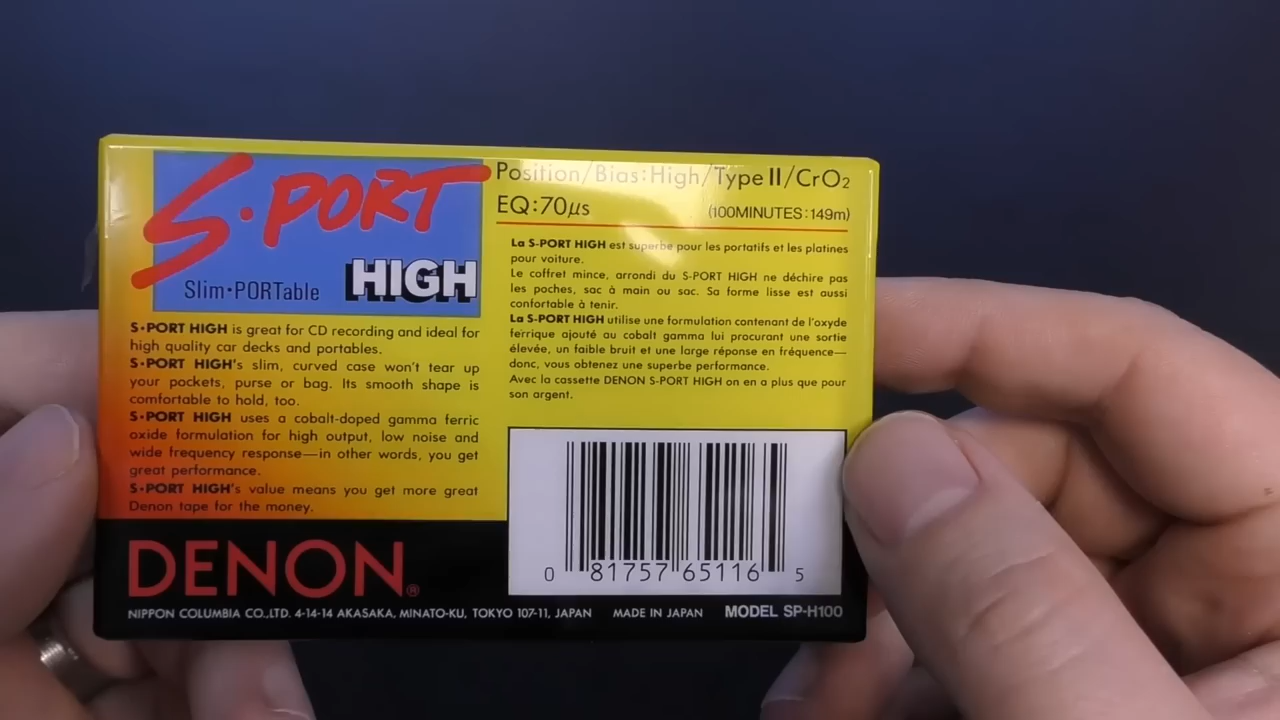 S•PORT
Slim•PORTable HIGH
S•PORT HIGH is great for CD recording and ideal for
high quality car decks and portables.
S•PORT HIGH's slim, curved case won't tear up
your pockets, purse or bag. Its smooth shape is
comfortable to hold, too.
S•PORT HIGH uses a cobalt-doped gamma ferric
oxide formulation for high output, low noise and
wide frequency response—in other words, you get
great performance.
S•PORT HIGH's value means you get more great
Denon tape for the money.
Position/Bias:High/Type II/CrO2
EQ:70µs (100MINUTES:149m)
La S-PORT HIGH est superbe pour les portatifs et les platines
pour voiture.
Le coffret mince, arrondi du S-PORT HIGH ne déchire pas
les poches, sac à main ou sac. Sa forme lisse est aussi
confortable à tenir.
La S-PORT HIGH utilise une formulation contenant de l'oxyde
ferrique ajouté au cobalt gamma lui procurant une sortie
élevée, un faible bruit et une large réponse en fréquence—
donc, vous obtenez une superbe performance.
Avec la cassette DENON S-PORT HIGH on en a plus que pour
son argent.
0 81757 65116 5
DENON®
NIPPON COLUMBIA CO.,LTD. 4-14-14 AKASAKA, MINATO-KU, TOKYO 107-11, JAPAN MADE IN JAPAN MODEL SP-H100